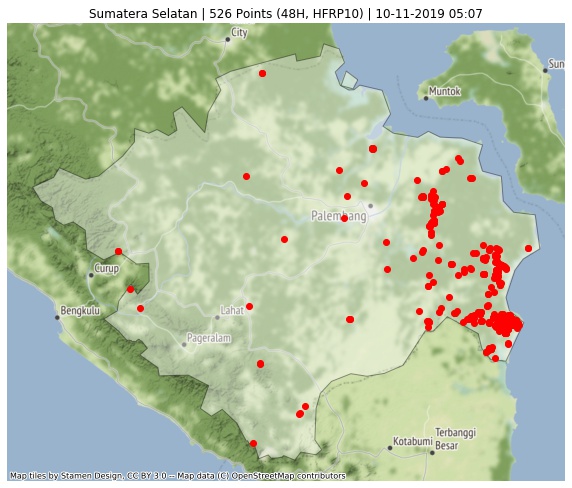 Sumatera Selatan | 526 Points (48H, HFRP10) | 10-11-2019 05:07
City
Sun
Muntok
Palembang
Curup
Bengkulu
Lahat
Pageralam
Terbanggi
Kotabumi
Besar
Map tiles by Stamen Design, CC BY 3.0 -- Map data (C) OpenStreetMap contributors